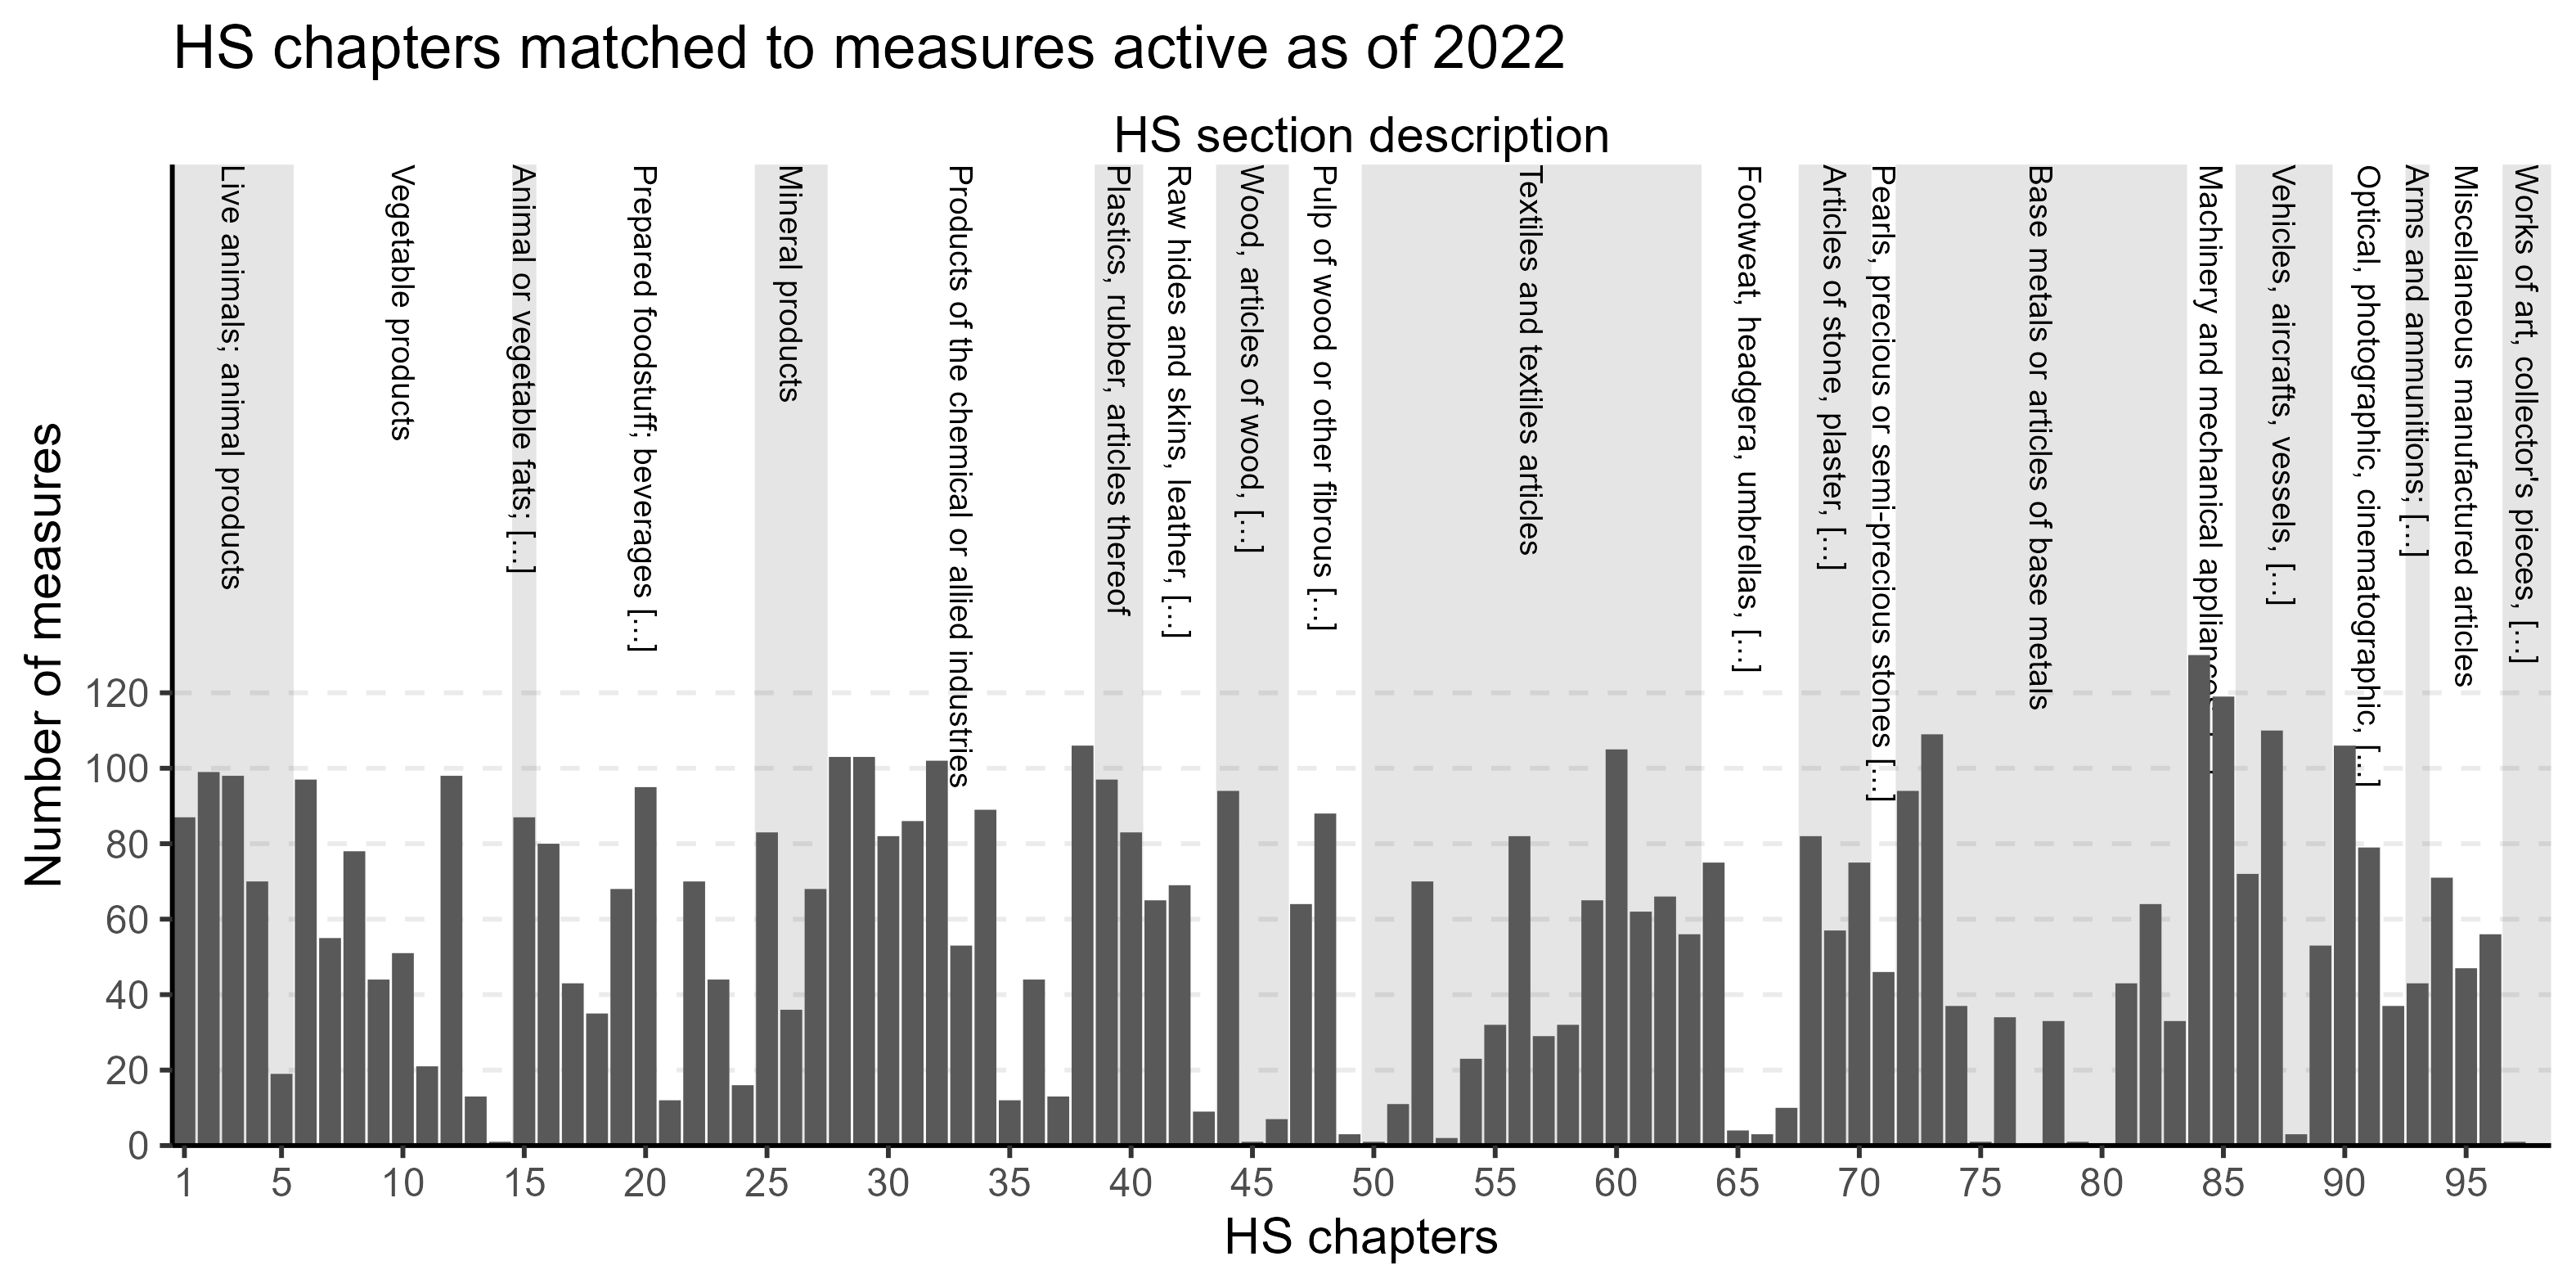 HS chapters matched to measures active as of 2022
HS section description
Live animals; animal products
Vegetable products
Animal or vegetable fats; [...]
Prepared foodstuff; beverages [...]
Mineral products
Products of the chemical or allied industries
Plastics, rubber, articles thereof
Raw hides and skins, leather, [...]
Wood, articles of wood, [...]
Pulp of wood or other fibrous [...]
Textiles and textiles articles
Footweat, headgera, umbrellas, [...]
Articles of stone, plaster, [...]
Pearls, precious or semi-precious stones [...]
Base metals or articles of base metals
Machinery and mechanical appliances
Vehicles, aircrafts, vessels, [...]
Optical, photographic, cinematographic, [...]
Arms and ammunitions; [...]
Miscellaneous manufactured articles
Works of art, collector's pieces, [...]
Number of measures
120
100
80
60
40
20
0
1 5 10 15 20 25 30 35 40 45 50 55 60 65 70 75 80 85 90 95
HS chapters